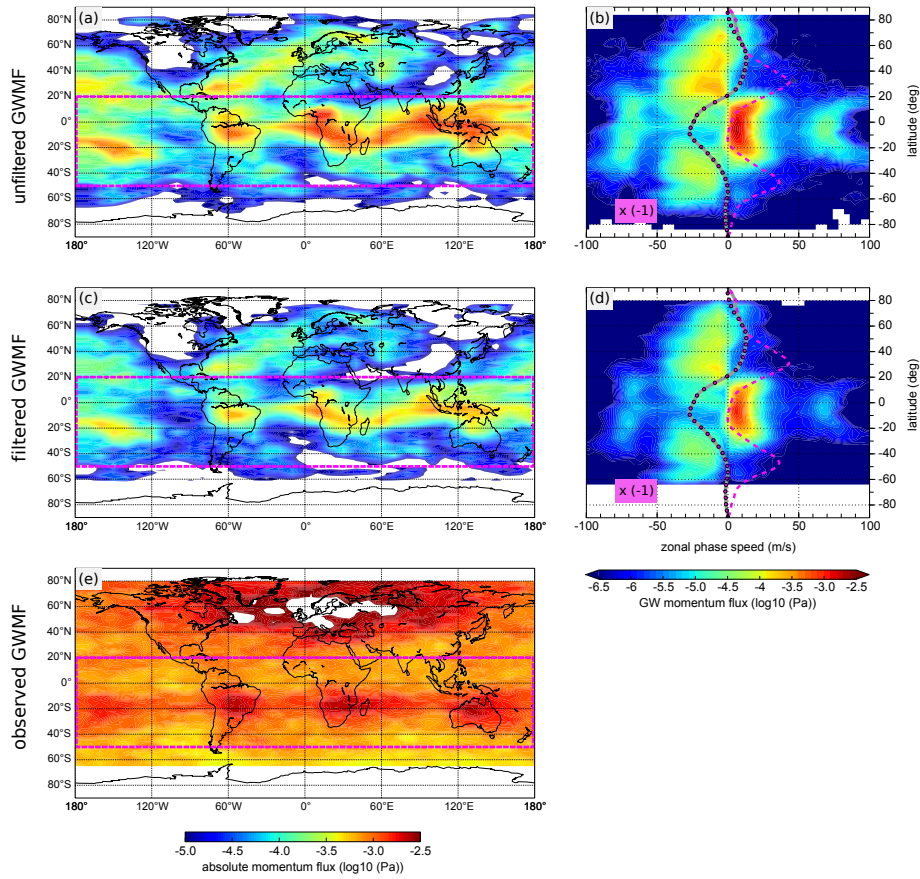 (a)
80°N
60°N
40°N
20°N
0°
20°S
40°S
60°S
80°S
180° 120°W 60°W 0° 60°E 120°E 180°
unfiltered GWMF
(b)
80
60
40
20
0
-20
-40
-60
-80
latitude (deg)
x (-1)
-100 -50 0 50 100
(c)
80°N
60°N
40°N
20°N
0°
20°S
40°S
60°S
80°S
180° 120°W 60°W 0° 60°E 120°E 180°
filtered GWMF
(d)
80
60
40
20
0
-20
-40
-60
-80
latitude (deg)
x (-1)
-100 -50 0 50 100
zonal phase speed (m/s)
-6.5 -6.0 -5.5 -5.0 -4.5 -4.0 -3.5 -3.0 -2.5
GW momentum flux (log10 (Pa))
(e)
80°N
60°N
40°N
20°N
0°
20°S
40°S
60°S
80°S
180° 120°W 60°W 0° 60°E 120°E 180°
observed GWMF
-5.0 -4.5 -4.0 -3.5 -3.0 -2.5
absolute momentum flux (log10 (Pa))